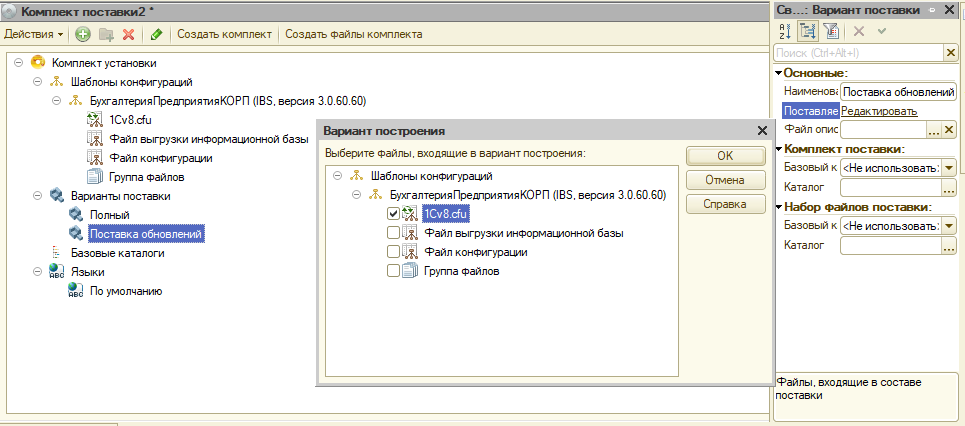 Комплект поставки2 *
Действия
Создать комплект
Создать файлы комплекта
Комплект установки
Шаблоны конфигураций
БухгалтерияПредприятияКОРП (IBS, версия 3.0.60.60)
1Cv8.cfu
Файл выгрузки информационной базы
Файл конфигурации
Группа файлов
Варианты поставки
Полный
Поставка обновлений
Базовые каталоги
Языки
По умолчанию
Вариант построения
Выберите файлы, входящие в вариант построения:
Шаблоны конфигураций
БухгалтерияПредприятияКОРП (IBS, версия 3.0.60.60)
1Cv8.cfu
Файл выгрузки информационной базы
Файл конфигурации
Группа файлов
OK
Отмена
Справка
Св...: Вариант поставки
Поиск (Ctrl+Alt+I)
Основные:
Наименова Поставка обновлений
Поставляе Редактировать
Файл опис ...
Комплект поставки:
Базовый к <Не использовать:
Каталог ...
Набор файлов поставки:
Базовый к <Не использовать:
Каталог ...
Файлы, входящие в составе
поставки